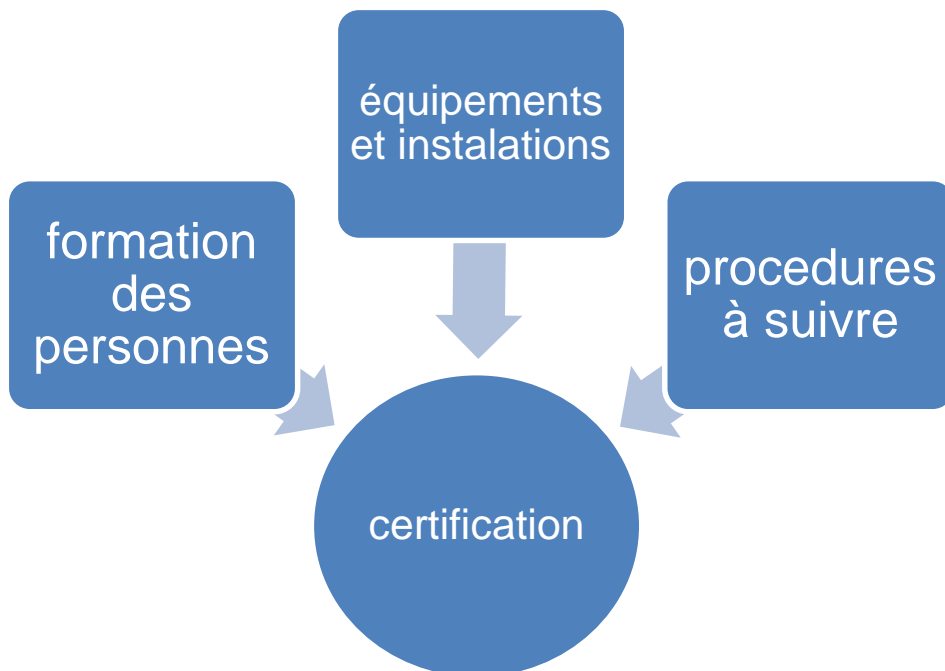 équipements
et instalations
formation
des
personnes
procedures
à suivre
certification